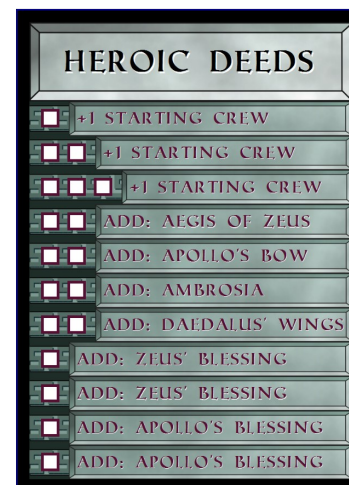 HEROIC DEEDS
+1 STARTING CREW
+1 STARTING CREW
+1 STARTING CREW
ADD: AEGIS OF ZEUS
ADD: APOLLO'S BOW
ADD: AMBROSIA
ADD: DAEDALUS' WINGS
ADD: ZEUS' BLESSING
ADD: ZEUS' BLESSING
ADD: APOLLO'S BLESSING
ADD: APOLLO'S BLESSING